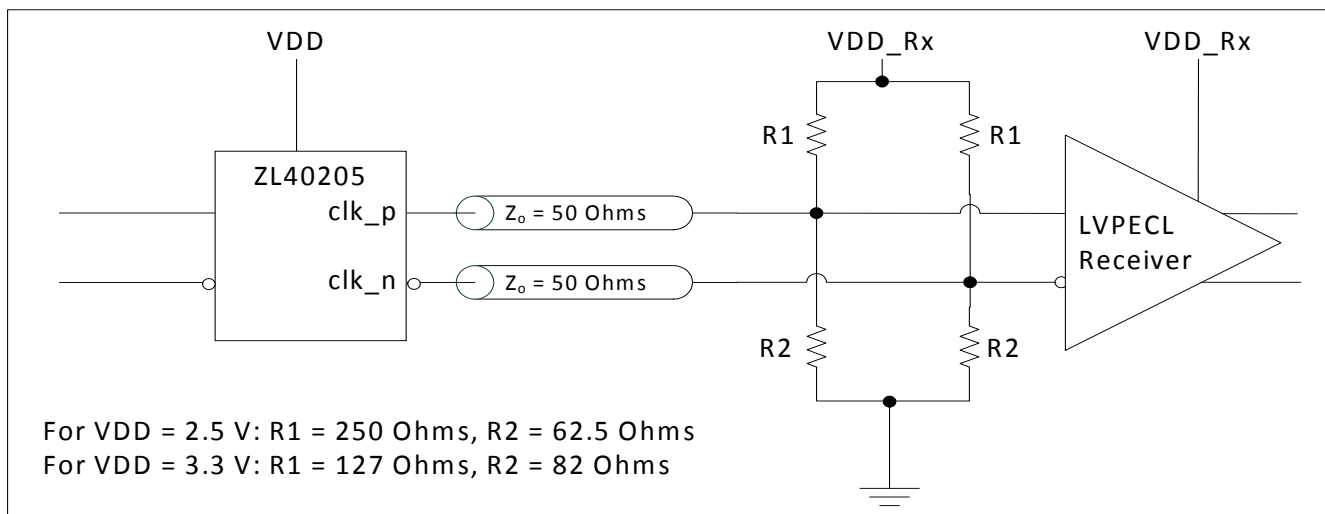 VDD
VDD_Rx
VDD_Rx
ZL40205
R1
R1
clk_p
Zo = 50 Ohms
LVPECL
Receiver
clk_n
Zo = 50 Ohms
R2
R2
For VDD = 2.5 V: R1 = 250 Ohms, R2 = 62.5 Ohms
For VDD = 3.3 V: R1 = 127 Ohms, R2 = 82 Ohms